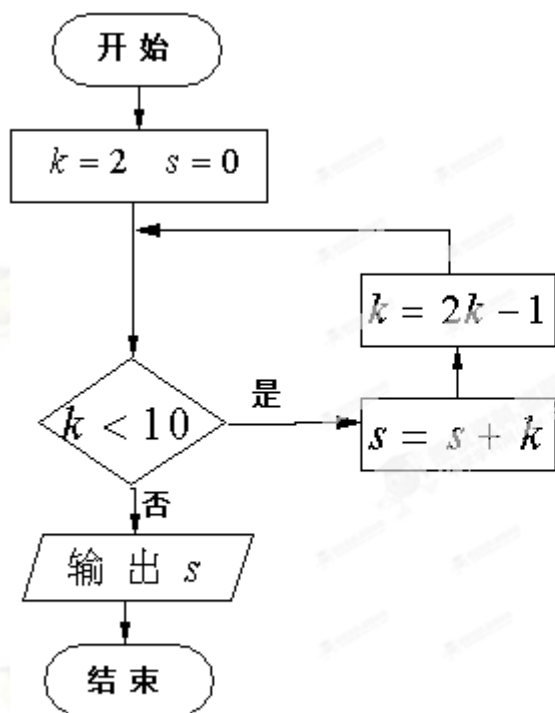 开 始
k = 2 s = 0
k = 2k - 1
k < 10
是
s = s + k
否
输 出 s
结 束